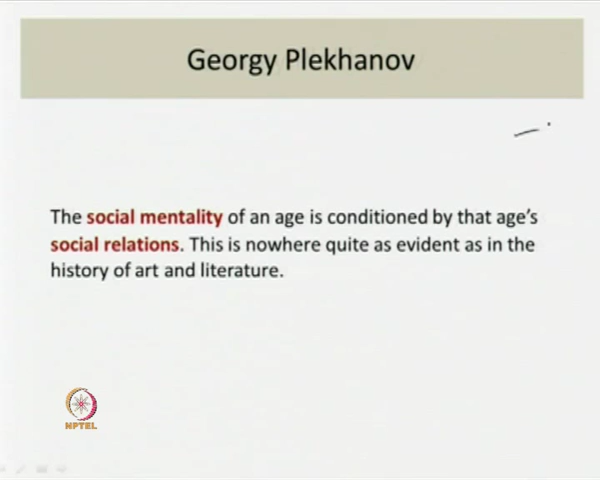 Georgy Plekhanov
The social mentality of an age is conditioned by that age's
social relations. This is nowhere quite as evident as in the
history of art and literature.
NPTEL